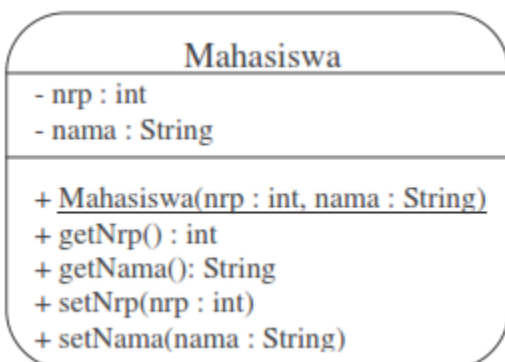 Mahasiswa
- nrp : int
- nama : String
+ Mahasiswa(nrp : int, nama : String)
+ getNrp() : int
+ getNama(): String
+ setNrp(nrp : int)
+ setNama(nama : String)